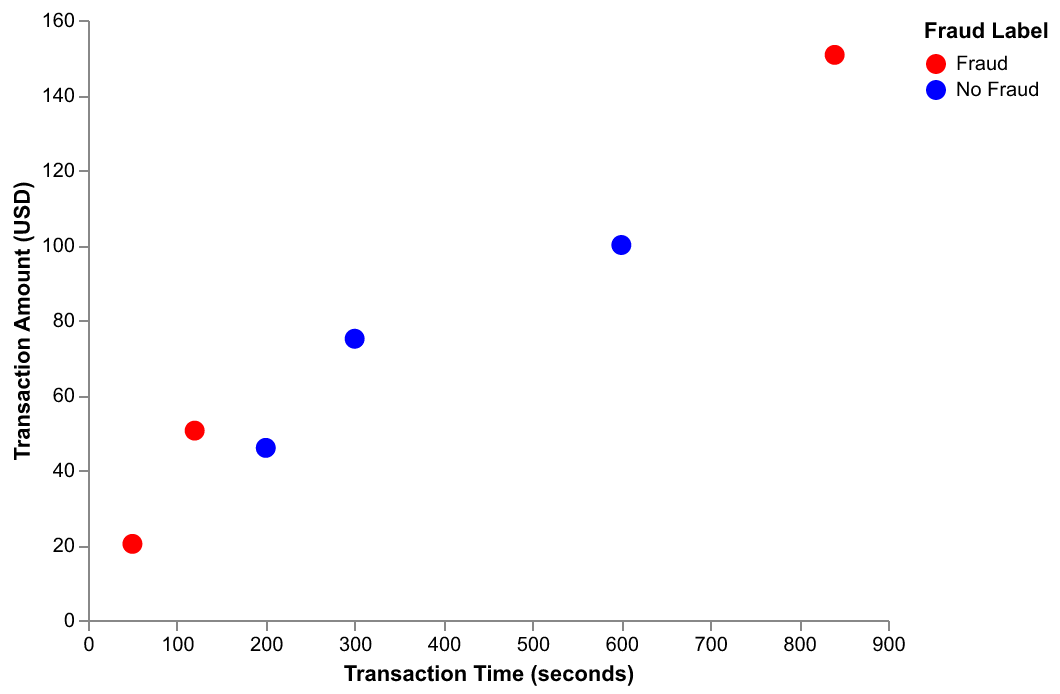 Fraud Label
Fraud
No Fraud
Transaction Amount (USD)
160
140
120
100
80
60
40
20
0
0 100 200 300 400 500 600 700 800 900
Transaction Time (seconds)